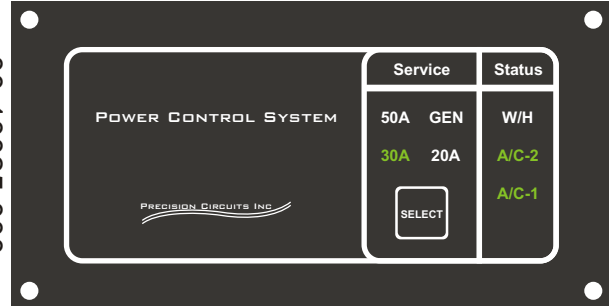 Service Status
POWER CONTROL SYSTEM
50A GEN W/H
30A 20A A/C-2
A/C-1
SELECT
PRECISION CIRCUITS INC